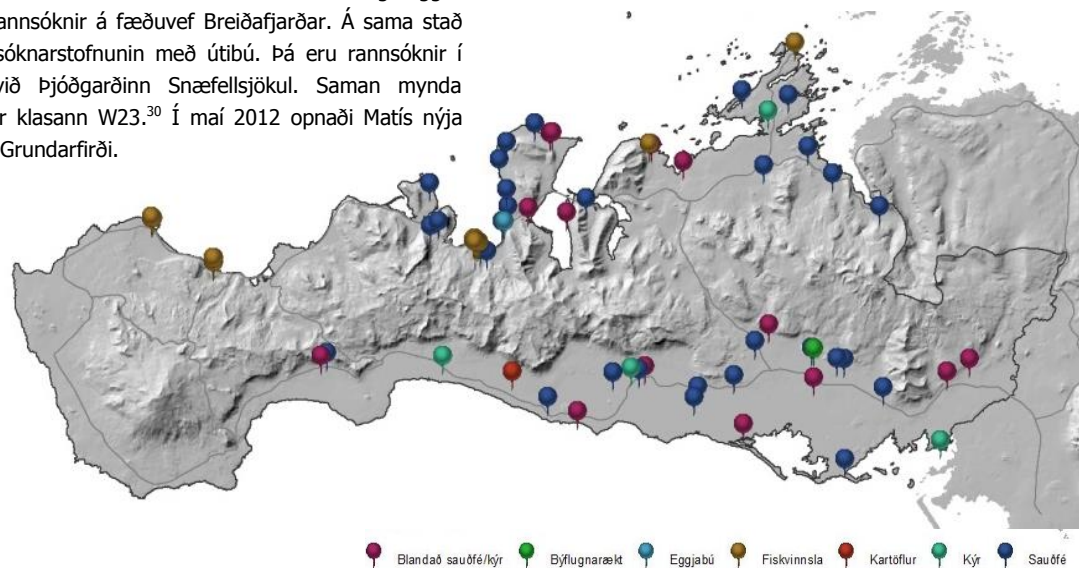 annsóknir á fæðuvef Breiðafjarðar. Á sama stað
sóknarstofnunin með útibú. Þá eru rannsóknir í
við Þjóðgarðinn Snæfellsjökul. Saman mynda
r klasann W23.30 Í maí 2012 opnaði Matís nýja
Grundarfirði.
Blandað sauðfé/kýr Býflugnarækt Eggjabú Fiskvinnsla Kartöflur Kýr Sauðfé